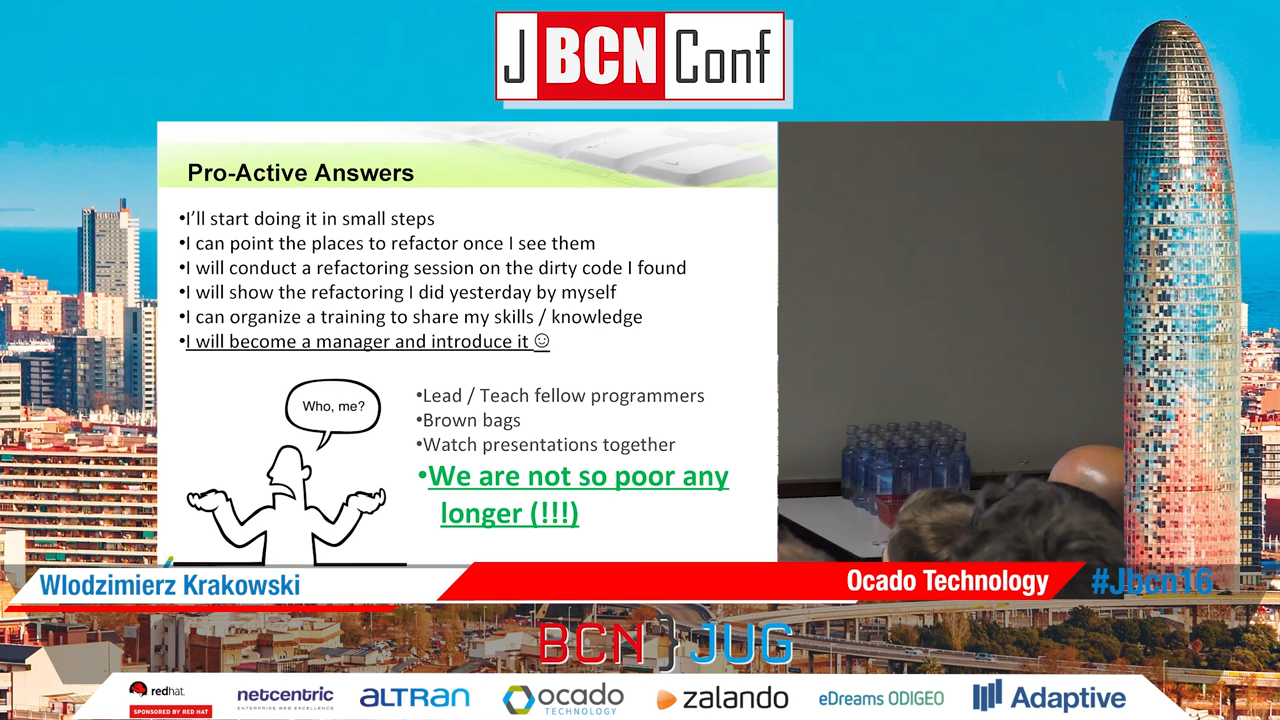 J BCN Conf
Pro-Active Answers
•I'll start doing it in small steps
•I can point the places to refactor once I see them
•I will conduct a refactoring session on the dirty code I found
•I will show the refactoring I did yesterday by myself
•I can organize a training to share my skills / knowledge
•I will become a manager and introduce it ☺
Who, me?
•Lead / Teach fellow programmers
•Brown bags
•Watch presentations together
•We are not so poor any
longer (!!!)
Wlodzimierz Krakowski
Ocado Technology
#Jbcn16
BCN JUG
redhat.
SPONSORED BY RED HAT
netcentric
ENTERPRISE WEB EXCELLENCE
ALTRAN
ocado
TECHNOLOGY
zalando
eDreams ODIGEO
Adaptive